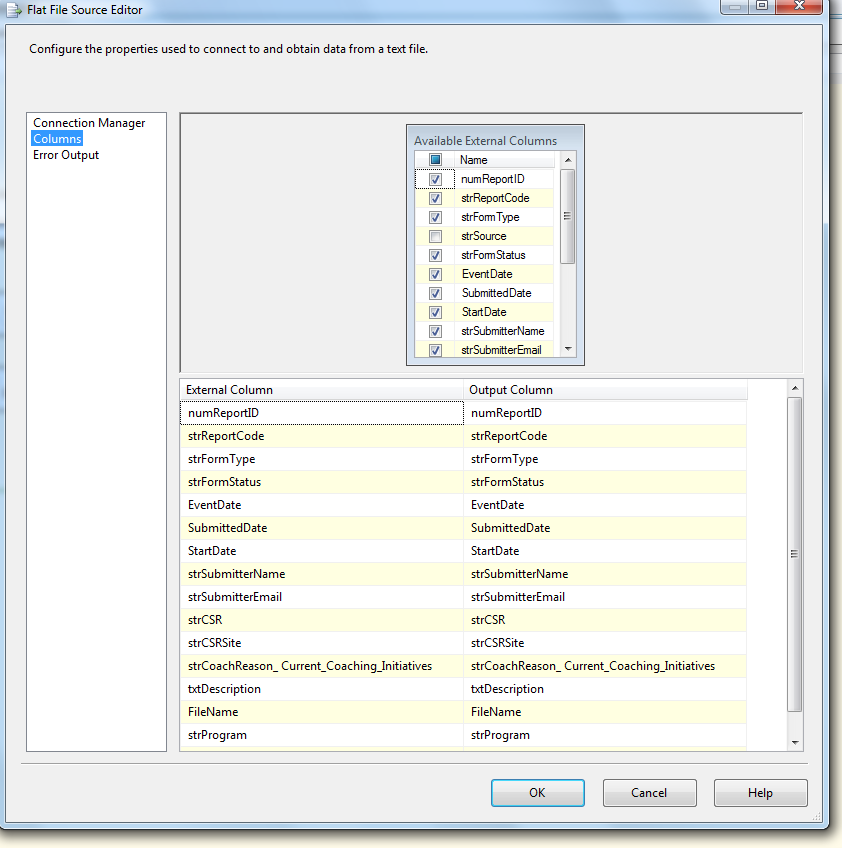 Flat File Source Editor
Configure the properties used to connect to and obtain data from a text file.
Connection Manager
Columns
Error Output
Available External Columns
Name
numReportID
strReportCode
strFormType
strSource
strFormStatus
EventDate
SubmittedDate
StartDate
strSubmitterName
strSubmitterEmail
External Column Output Column
numReportID numReportID
strReportCode strReportCode
strFormType strFormType
strFormStatus strFormStatus
EventDate EventDate
SubmittedDate SubmittedDate
StartDate StartDate
strSubmitterName strSubmitterName
strSubmitterEmail strSubmitterEmail
strCSR strCSR
strCSRSite strCSRSite
strCoachReason_ Current_Coaching_Initiatives strCoachReason_ Current_Coaching_Initiatives
txtDescription txtDescription
FileName FileName
strProgram strProgram
OK Cancel Help